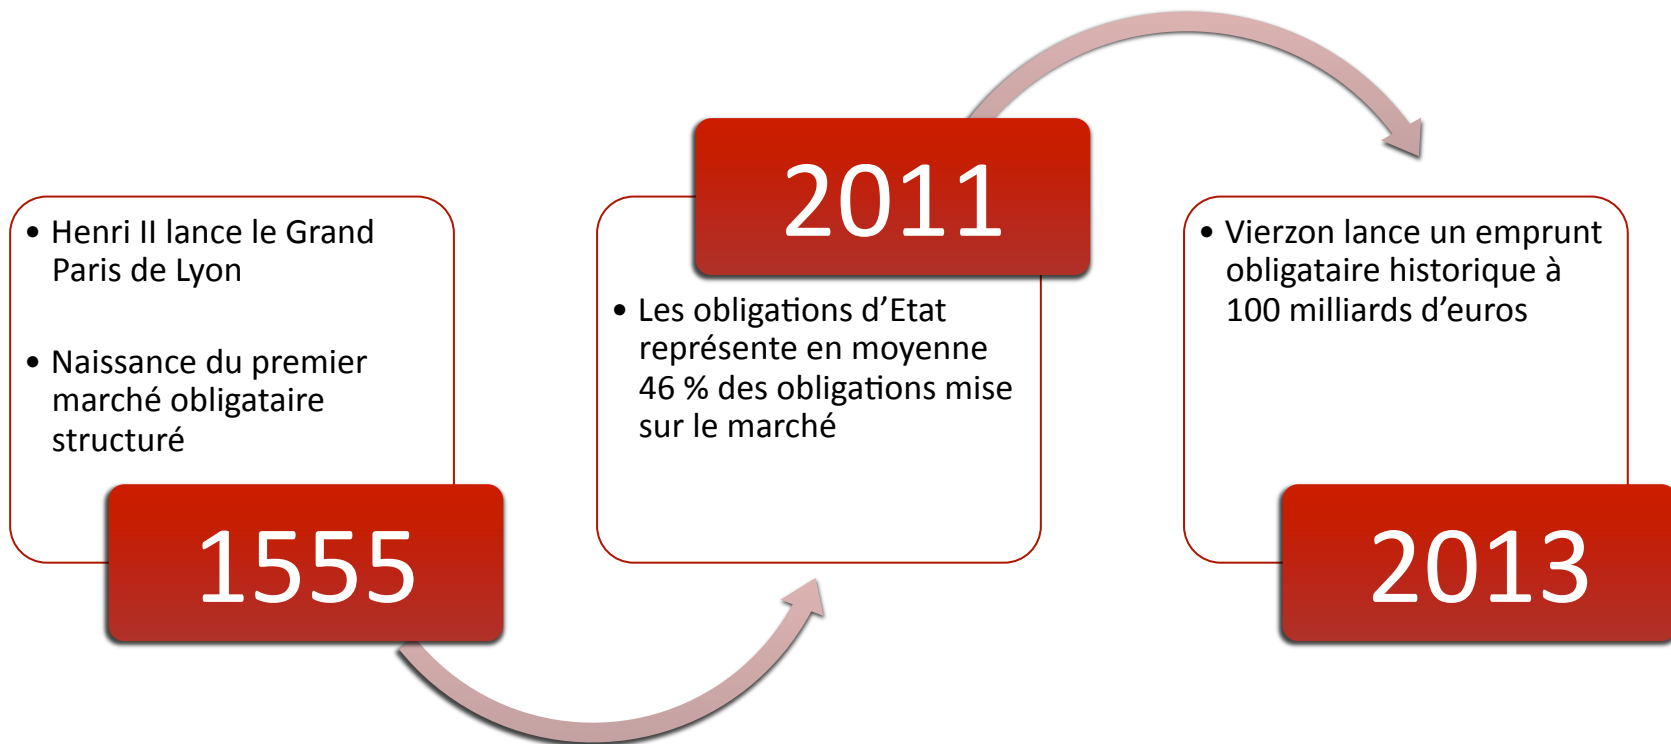 • Henri II lance le Grand
Paris de Lyon
• Naissance du premier
marché obligataire
structuré
1555
2011
• Les obligations d’Etat
représente en moyenne
46 % des obligations mise
sur le marché
• Vierzon lance un emprunt
obligataire historique à
100 milliards d’euros
2013